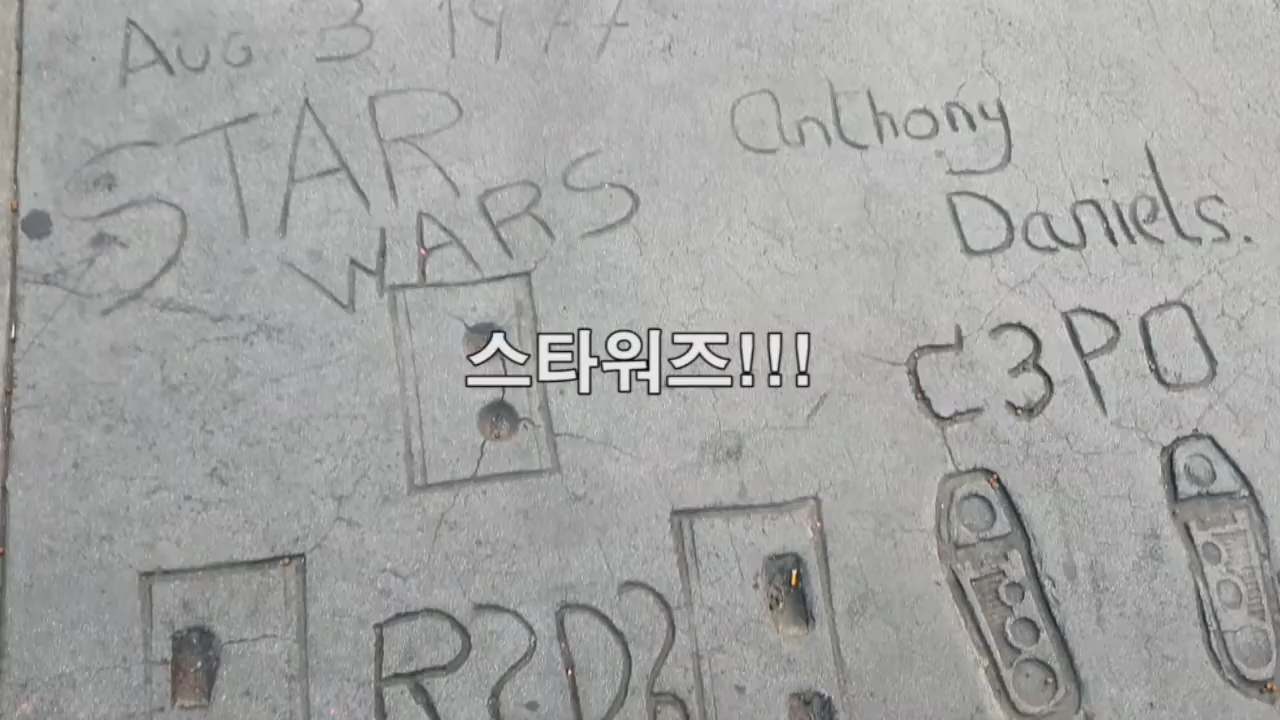 Aug 3 1977
STAR
WARS
Anthony
Daniels.
C3PO
스타워즈!!!
R2D2